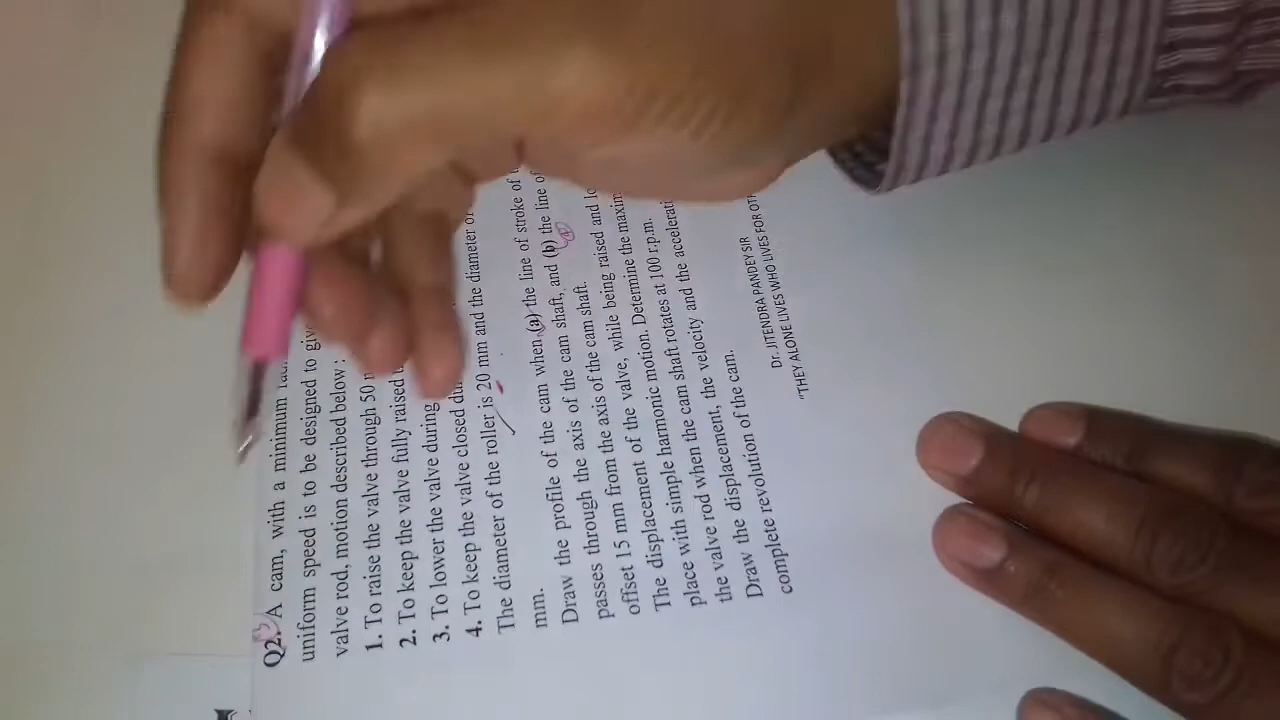 Q2. A cam, with a minimum
uniform speed is to be designed to give
valve rod, motion described below :
1. To raise the valve through 50
2. To keep the valve fully raised
3. To lower the valve during
4. To keep the valve closed
The diameter of the roller is 20 mm and the diameter
mm.
Draw the profile of the cam when (a) the line of stroke of
passes through the axis of the cam shaft, and (b) the line
offset 15 mm from the axis of the cam shaft.
The displacement of the valve, while being raised and
place with simple harmonic motion. Determine the
the valve rod when the cam shaft rotates at 100 r.p.m.
Draw the displacement, the velocity and the
complete revolution of the cam.
Dr. JITENDRA PANDEY SIR
"THEY ALONE LIVES WHO LIVES FOR